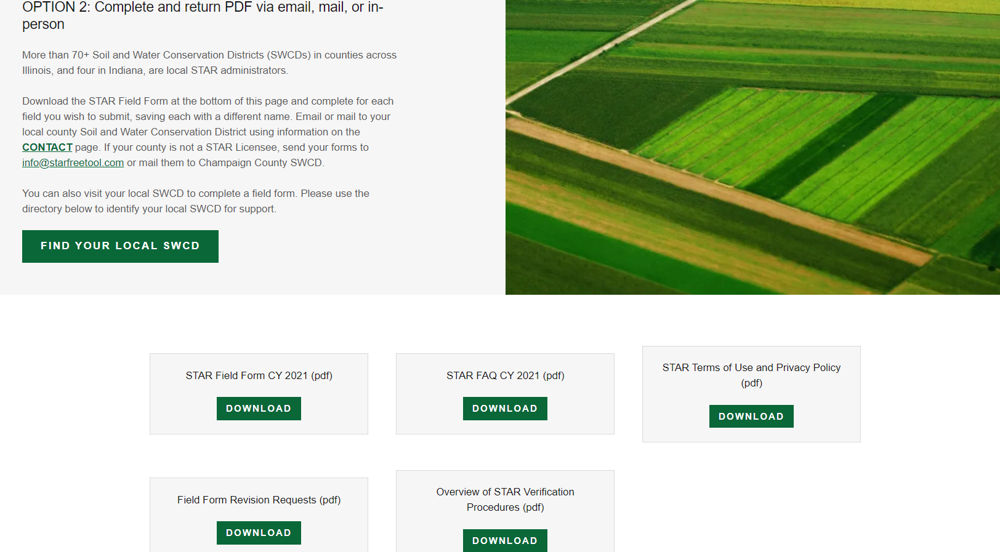 OPTION 2: Complete and return PDF via email, mail, or in-
person
More than 70+ Soil and Water Conservation Districts (SWCDs) in counties across
Illinois, and four in Indiana, are local STAR administrators.
Download the STAR Field Form at the bottom of this page and complete for each
field you wish to submit, saving each with a different name. Email or mail to your
local county Soil and Water Conservation District using information on the
CONTACT page. If your county is not a STAR Licensee, send your forms to
info@starfreetool.com or mail them to Champaign County SWCD.
You can also visit your local SWCD to complete a field form. Please use the
directory below to identify your local SWCD for support.
FIND YOUR LOCAL SWCD
STAR Field Form CY 2021 (pdf)
DOWNLOAD
STAR FAQ CY 2021 (pdf)
DOWNLOAD
STAR Terms of Use and Privacy Policy
(pdf)
DOWNLOAD
Field Form Revision Requests (pdf)
DOWNLOAD
Overview of STAR Verification
Procedures (pdf)
DOWNLOAD